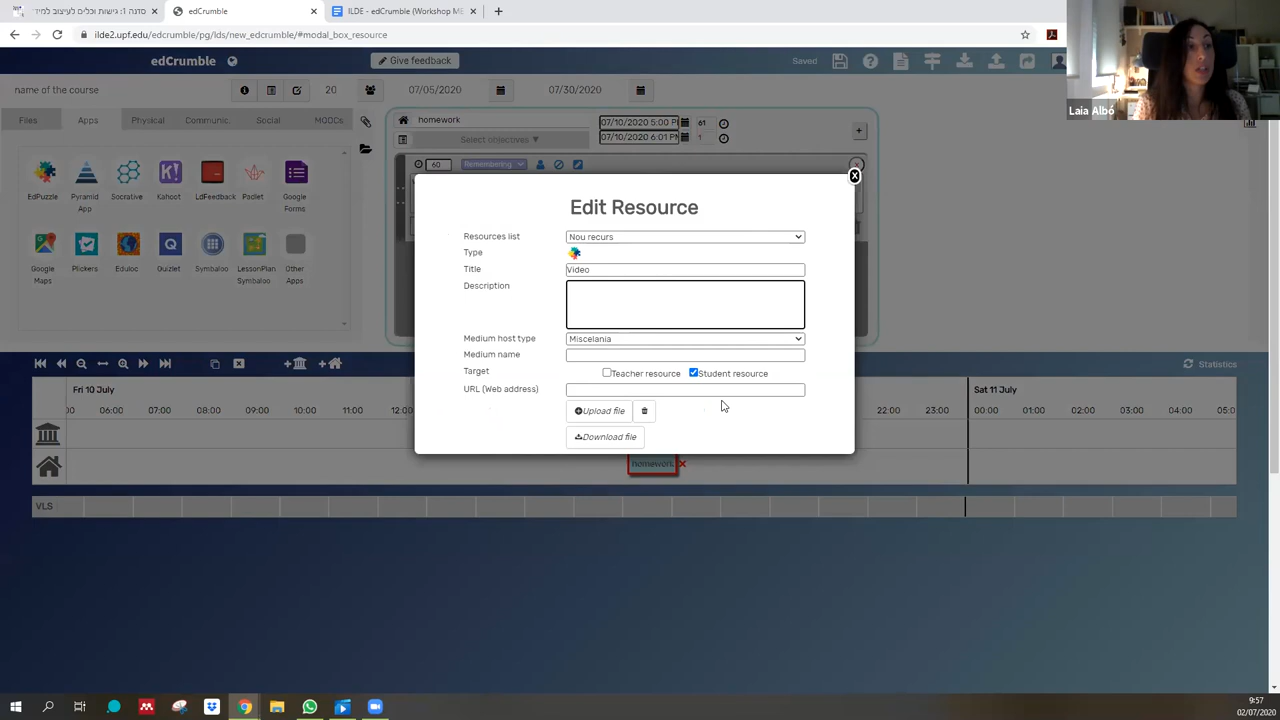 סדנה 1: גישות וכלים לעיצוב למיד
edCrumble
ILDE - edCrumble (Workshop ME
ilde2.upf.edu/edcrumble/pg/lds/new_edcrumble/#modal_box_resource
edCrumble
Give feedback
Saved
Laia Albó
name of the course
20
07/05/2020
07/30/2020
homework
07/10/2020 5:00 P
61
07/10/2020 6:01 P
1
Select objectives ▼
Files
Apps
Physical
Communic.
Social
MOOCs
60
Remembering
EdPuzzle
Pyramid App
Socrative
Kahoot
LdFeedback
Padlet
Google Forms
Google Maps
Plickers
Eduloc
Quizlet
Symbaloo
LessonPlan Symbaloo
Other Apps
X
Edit Resource
Resources list
Nou recurs
Type
Title
Video
Description
Medium host type
Miscelania
Medium name
Target
Teacher resource
Student resource
URL (Web address)
Upload file
Download file
Statistics
Fri 10 July
Sat 11 July
00
06:00
07:00
08:00
09:00
10:00
11:00
12:00
22:00
23:00
00:00
01:00
02:00
03:00
04:00
05:0
homework
VLS
9:57
02/07/2020